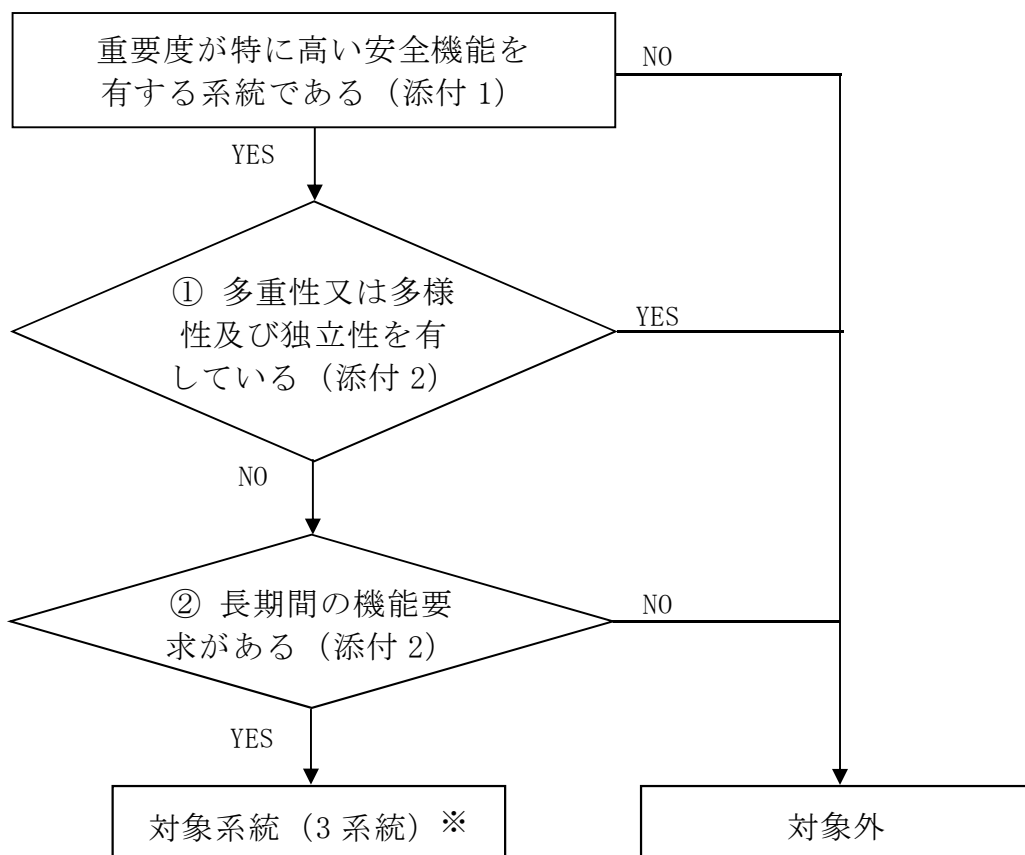 重要度が特に高い安全機能を
有する系統である（添付 1）
NO
YES
① 多重性又は多様
性及び独立性を有
している（添付 2）
YES
NO
② 長期間の機能要
求がある（添付 2）
NO
YES
対象系統（3 系統）※
対象外